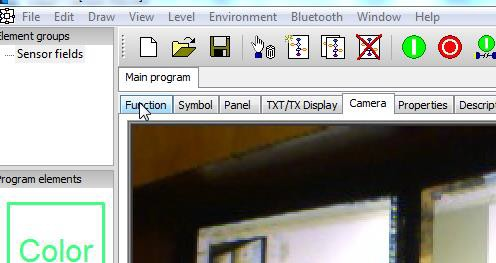 File Edit Draw View Level Environment Bluetooth Window Help
Element groups
Sensor fields
Main program
Function Symbol Panel TXT/TX Display Camera Properties Descript
Program elements
Color